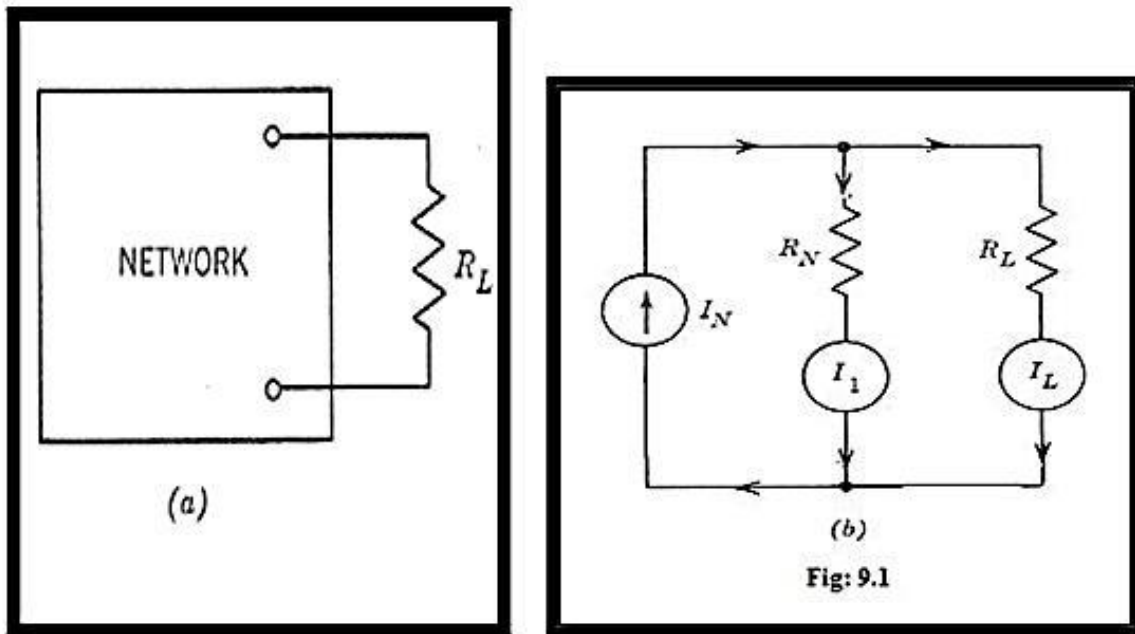 NETWORK
R_L
(a)
I_N
R_N
I_1
R_L
I_L
(b)
Fig: 9.1